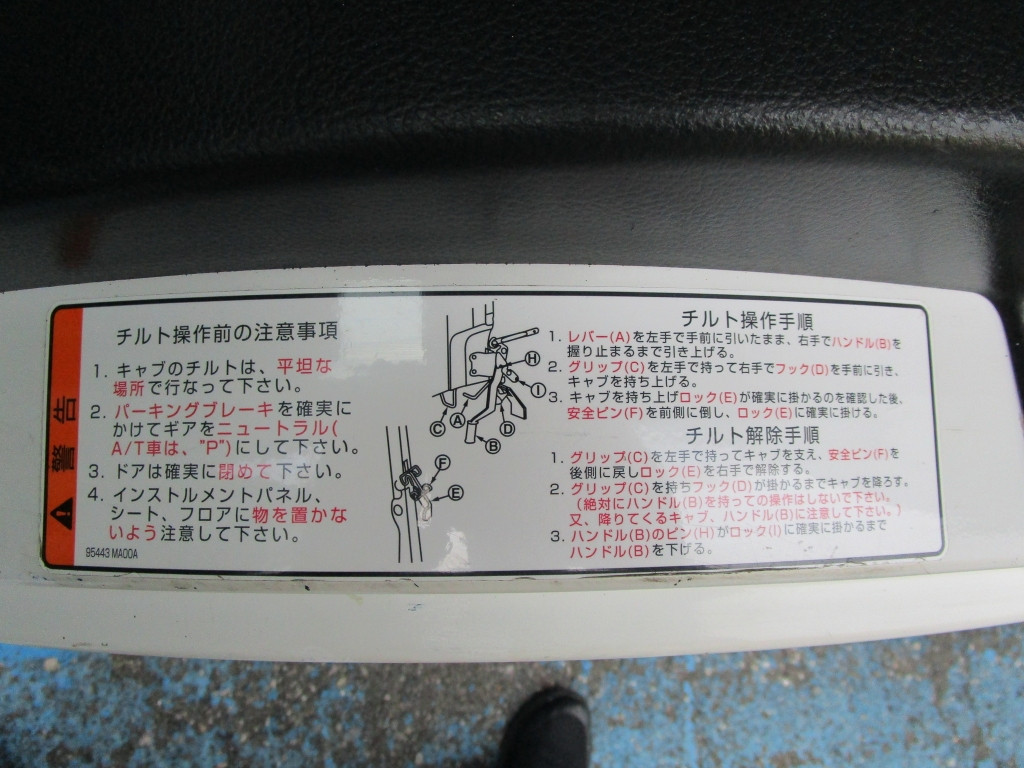 警告
チルト操作前の注意事項
1. キャブのチルトは、平坦な
場所で行なって下さい。
2. パーキングブレーキを確実に
かけてギアをニュートラル(
A/T車は、"P")にして下さい。
3. ドアは確実に閉めて下さい。
4. インストルメントパネル、
シート、フロアに物を置かな
いよう注意して下さい。
95443 MA00A
H
I
C
A
D
B
F
E
チルト操作手順
1. レバー(A)を左手で手前に引いたまま、右手でハンドル(B)を
握り止まるまで引き上げる。
2. グリップ(C)を左手で持って右手でフック(D)を手前に引き、
キャブを持ち上げる。
3. キャブを持ち上げロック(E)が確実に掛かるのを確認した後、
安全ピン(F)を前側に倒し、ロック(E)に確実に掛ける。
チルト解除手順
1. グリップ(C)を左手で持ってキャブを支え、安全ピン(F)を
後側に戻しロック(E)を右手で解除する。
2. グリップ(C)を持ちフック(D)が掛かるまでキャブを降ろす。
(絶対にハンドル(B)を持っての操作はしないで下さい。
又、降りてくるキャブ、ハンドル(B)に注意して下さい。)
3. ハンドル(B)のピン(H)がロック(I)に確実に掛かるまで
ハンドル(B)を下げる。